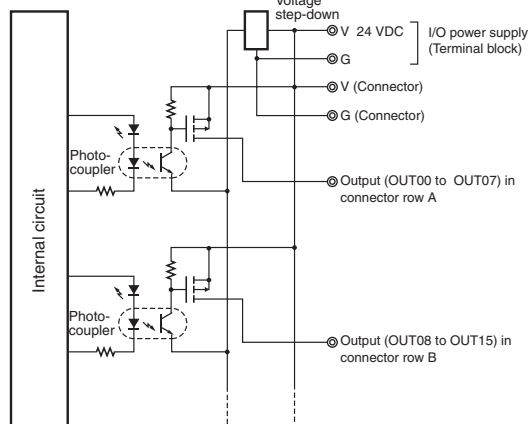 Voltage
step-down
V 24 VDC
I/O power supply
(Terminal block)
G
V (Connector)
G (Connector)
Photo-
coupler
Output (OUT00 to OUT07) in
connector row A
Internal circuit
Photo-
coupler
Output (OUT08 to OUT15) in
connector row B